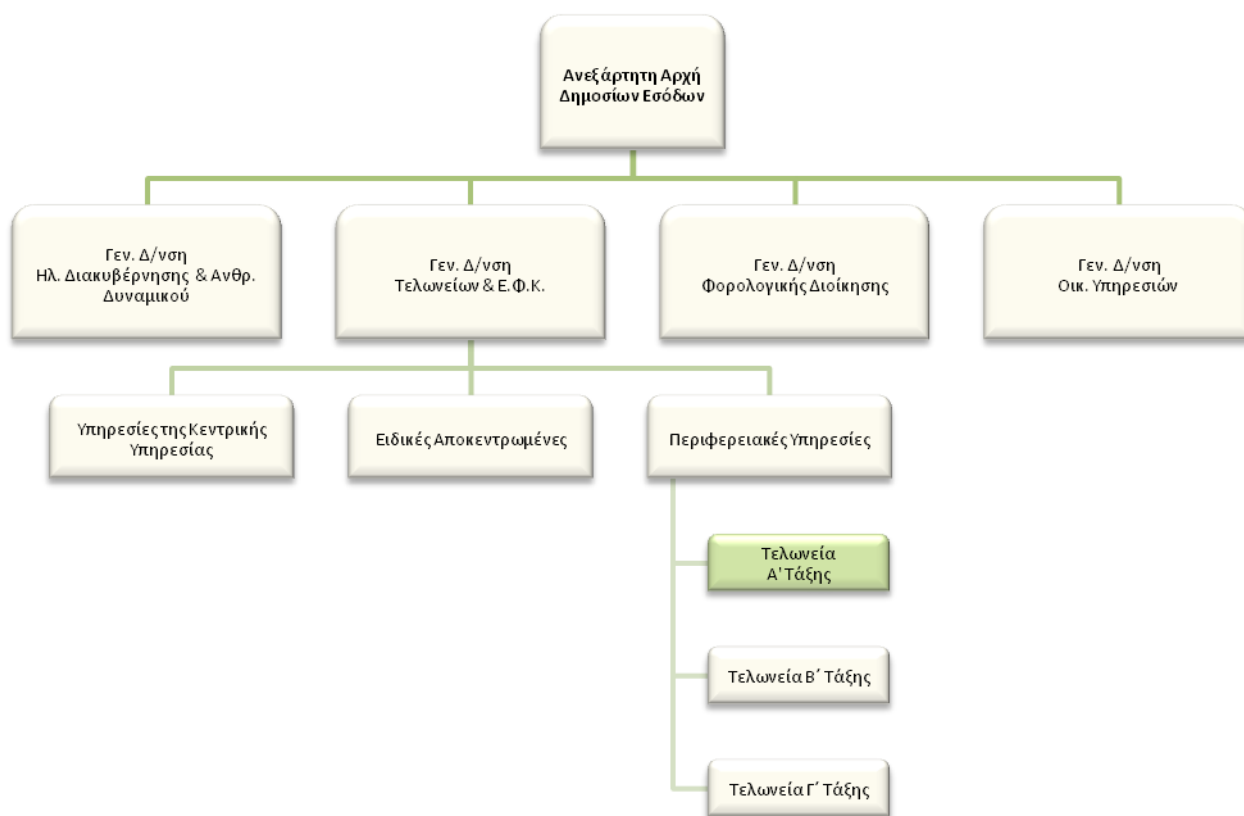 Ανεξάρτητη Αρχή
Δημοσίων Εσόδων
Γεν. Δ/νση
Ηλ. Διακυβέρνησης & Ανθρ.
Δυναμικού
Γεν. Δ/νση
Τελωνείων & Ε.Φ.Κ.
Γεν. Δ/νση
Φορολογικής Διοίκησης
Γεν. Δ/νση
Οικ. Υπηρεσιών
Υπηρεσίες της Κεντρικής
Υπηρεσίας
Ειδικές Αποκεντρωμένες
Περιφερειακές Υπηρεσίες
Τελωνεία
Α' Τάξης
Τελωνεία Β΄ Τάξης
Τελωνεία Γ΄ Τάξης